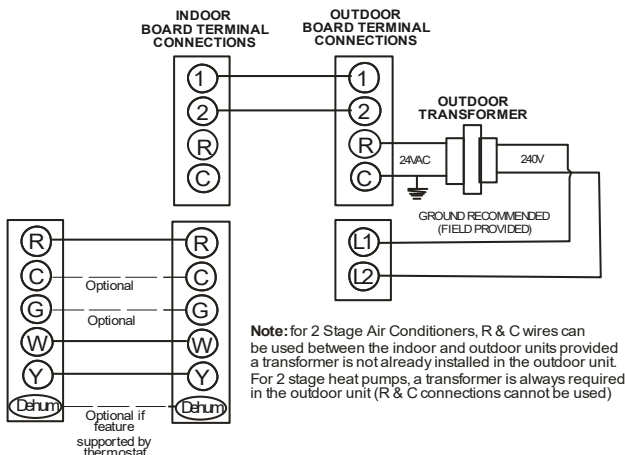 INDOOR
BOARD TERMINAL
CONNECTIONS
OUTDOOR
BOARD TERMINAL
CONNECTIONS
1
2
R
C
1
2
R
C
OUTDOOR
TRANSFORMER
24VAC
240V
GROUND RECOMMENDED
(FIELD PROVIDED)
L1
L2
R
R
C
Optional
C
G
Optional
G
W
W
Y
Y
Dehum
Optional if
feature
supported by
thermostat
Dehum
Note: for 2 Stage Air Conditioners, R & C wires can
be used between the indoor and outdoor units provided
a transformer is not already installed in the outdoor unit.
For 2 stage heat pumps, a transformer is always required
in the outdoor unit (R & C connections cannot be used)